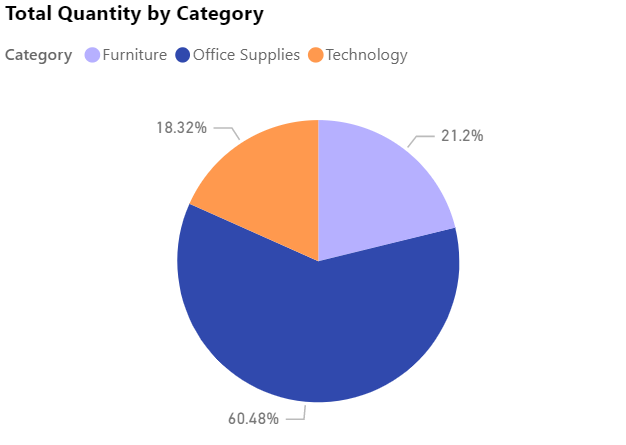 Total Quantity by Category
Category Furniture Office Supplies Technology
18.32%
21.2%
60.48%